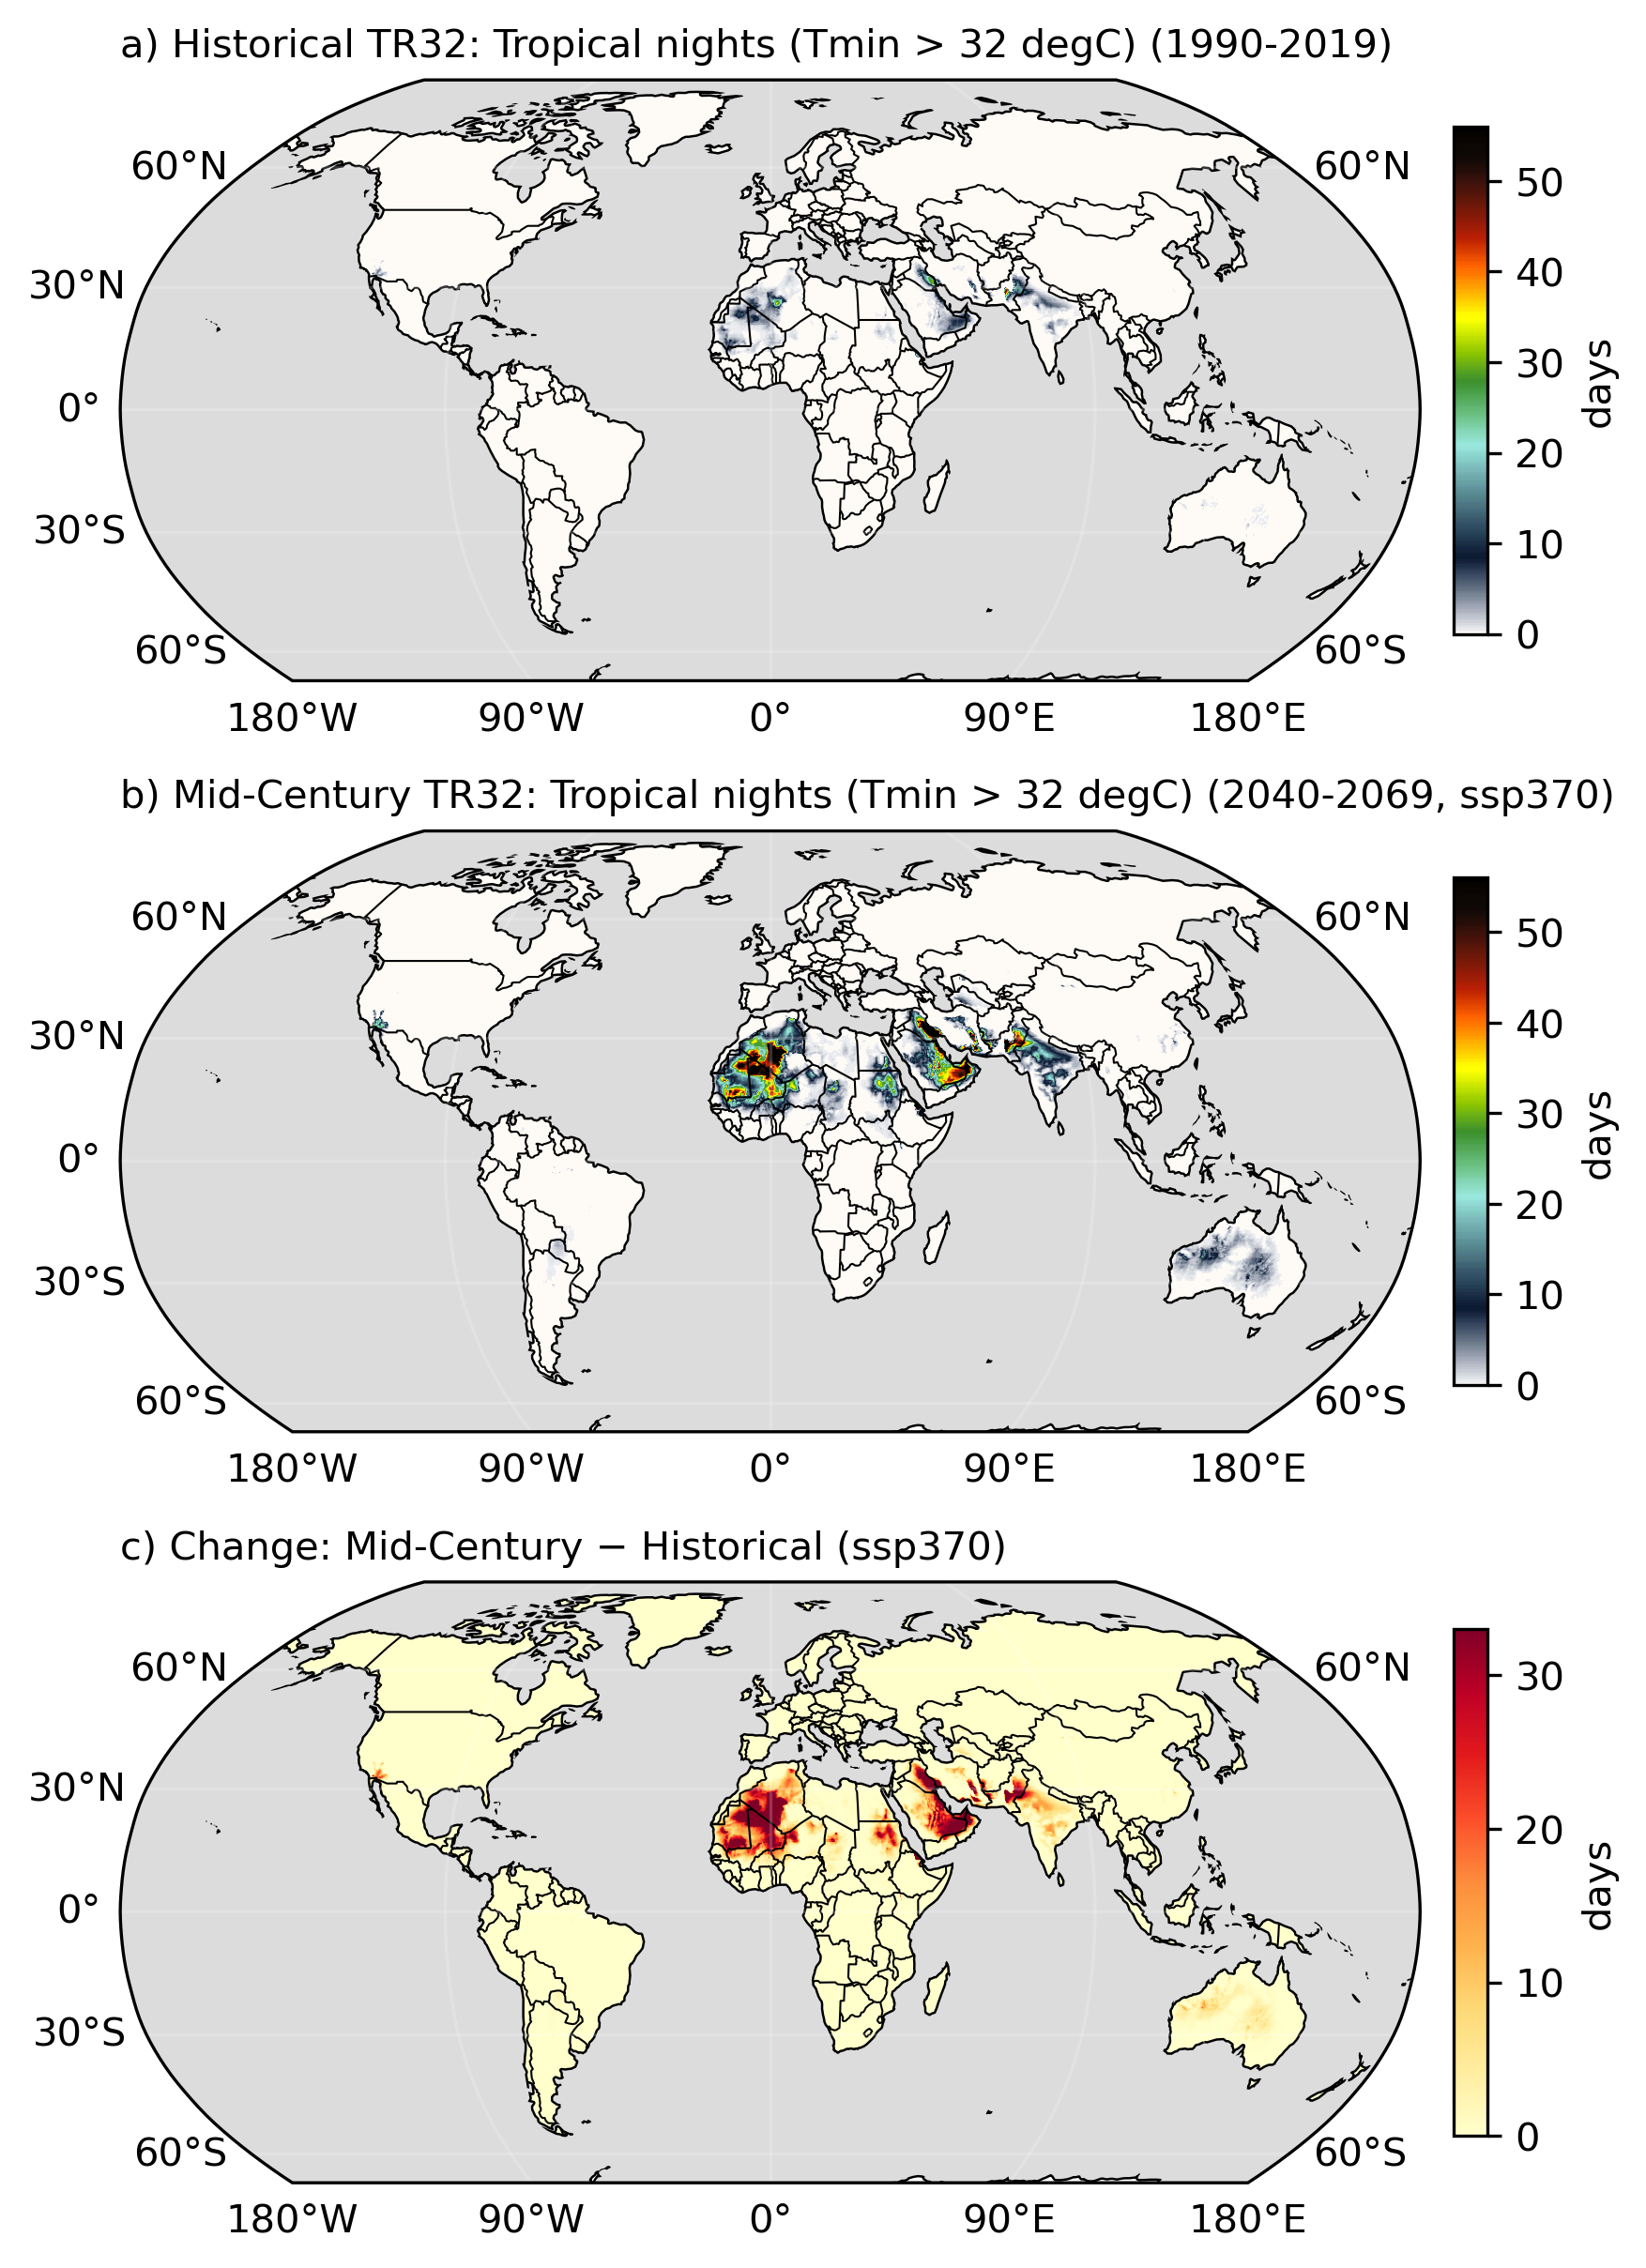 a) Historical TR32: Tropical nights (Tmin > 32 degC) (1990-2019)
60°N 60°N
30°N
0°
30°S
60°S 60°S
180°W 90°W 0° 90°E 180°E
50
40
30
20
10
0
days
b) Mid-Century TR32: Tropical nights (Tmin > 32 degC) (2040-2069, ssp370)
60°N 60°N
30°N
0°
30°S
60°S 60°S
180°W 90°W 0° 90°E 180°E
50
40
30
20
10
0
days
c) Change: Mid-Century − Historical (ssp370)
60°N 60°N
30°N
0°
30°S
60°S 60°S
180°W 90°W 0° 90°E 180°E
30
20
10
0
days